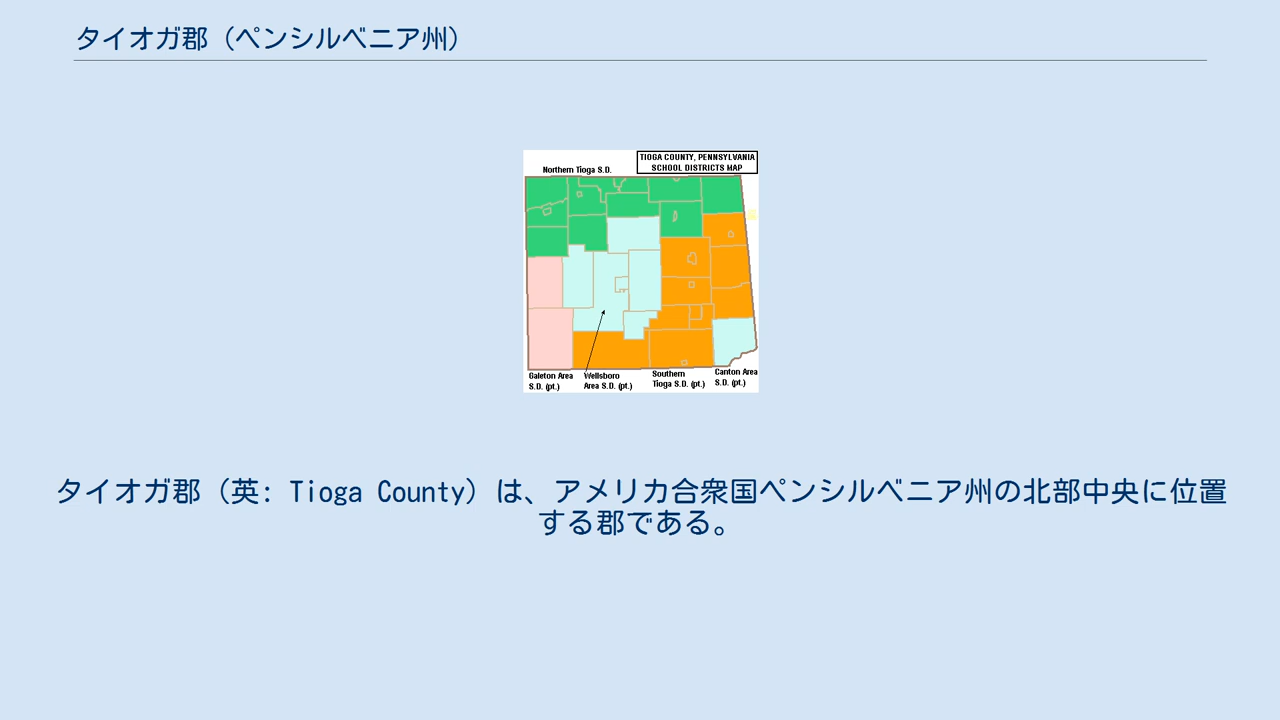 タイオガ郡（ペンシルベニア州）
TIOGA COUNTY, PENNSYLVANIA
SCHOOL DISTRICTS MAP
Northern Tioga S.D.
Galeton Area
S.D. (pt.)
Wellsboro
Area S.D. (pt.)
Southern
Tioga S.D. (pt.)
Canton Area
S.D. (pt.)
タイオガ郡（英: Tioga County）は、アメリカ合衆国ペンシルベニア州の北部中央に位置
する郡である。